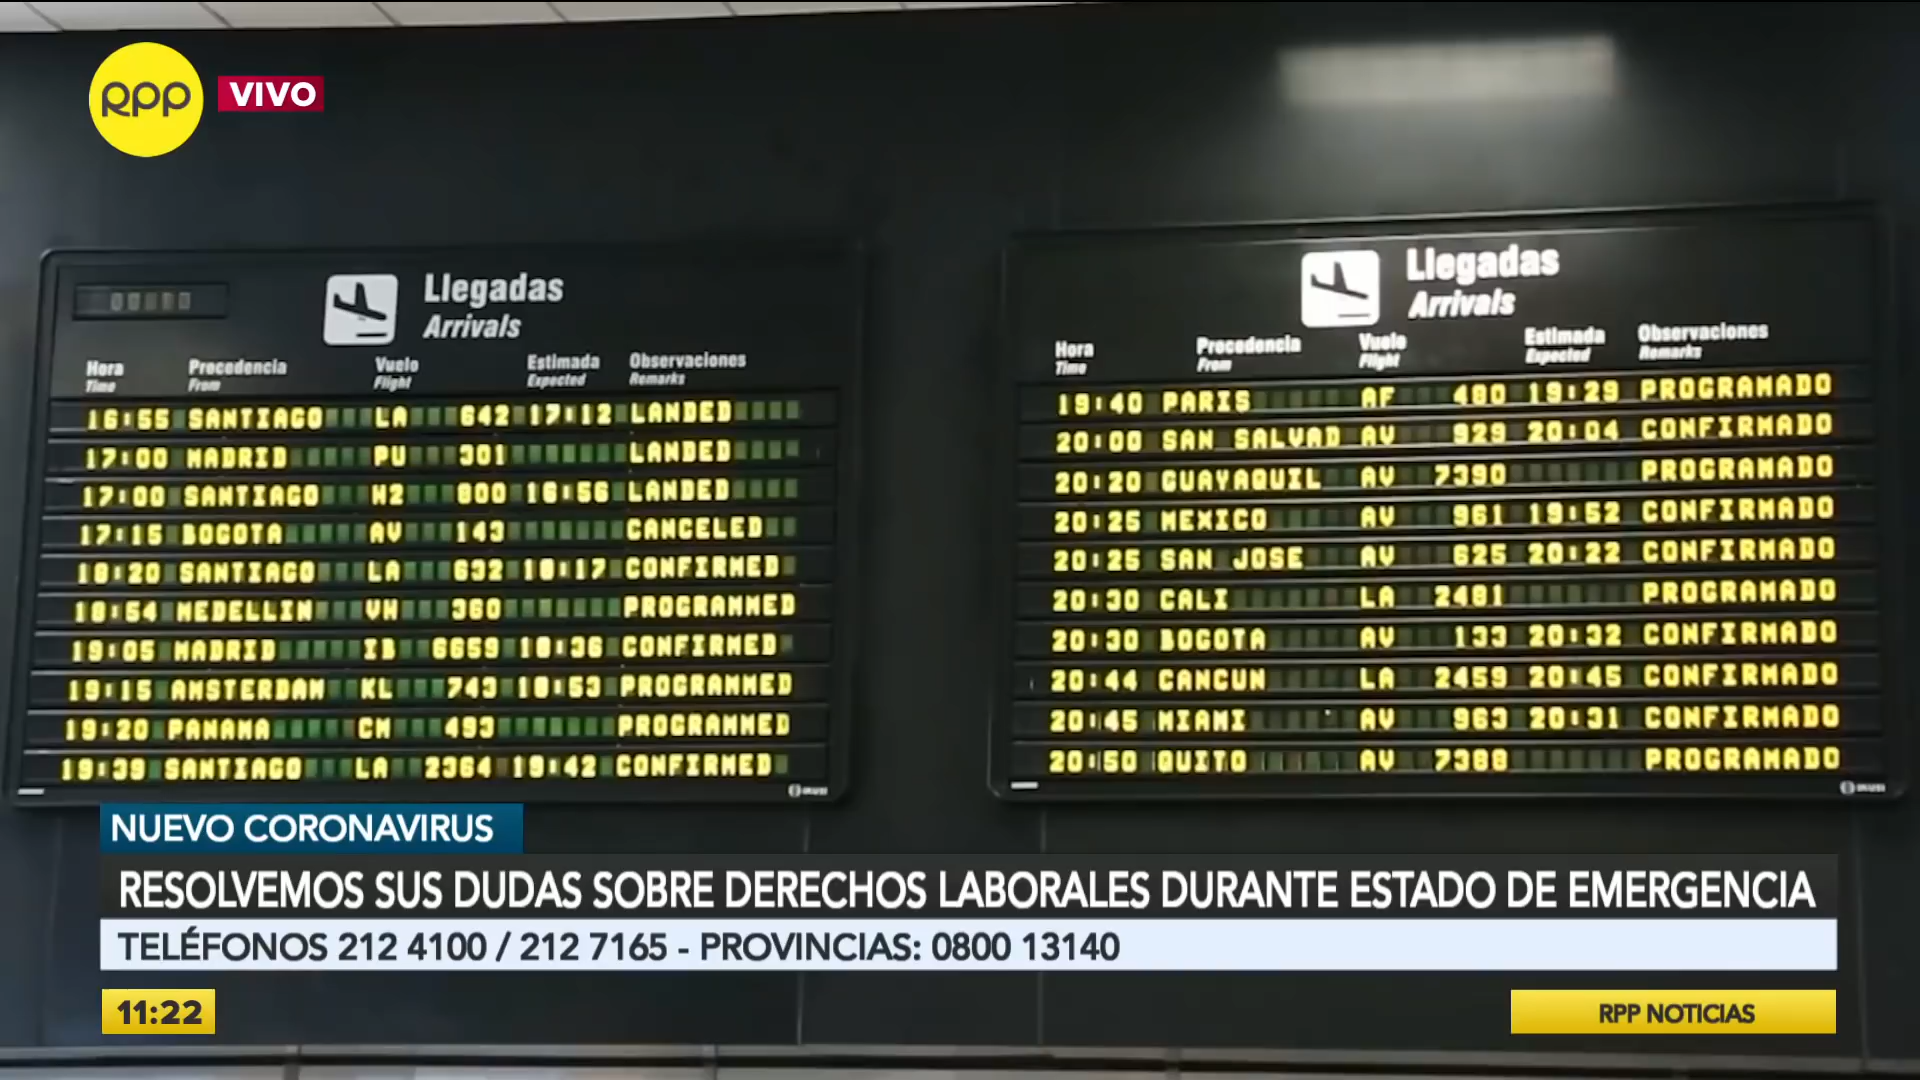 RPP VIVO
Llegadas
Arrivals
Hora Procedencia Vuelo Estimada Observaciones
Time From Flight Expected Remarks
16:55 SANTIAGO LA 642 17:12 LANDED
17:00 MADRID PU 301 LANDED
17:00 SANTIAGO H2 800 16:56 LANDED
17:15 BOGOTA AV 143 CANCELED
18:20 SANTIAGO LA 632 18:17 CONFIRMED
18:54 MEDELLIN VH 360 PROGRAMMED
19:05 MADRID IB 6659 18:36 CONFIRMED
19:15 AMSTERDAM KL 743 18:53 PROGRAMMED
19:20 PANAMA CM 493 PROGRAMMED
19:39 SANTIAGO LA 2364 19:42 CONFIRMED
Llegadas
Arrivals
Hora Procedencia Vuelo Estimada Observaciones
Time From Flight Expected Remarks
19:40 PARIS AF 480 19:29 PROGRAMADO
20:00 SAN SALVAD AV 929 20:04 CONFIRMADO
20:20 GUAYAQUIL AV 7390 PROGRAMADO
20:25 MEXICO AV 961 19:52 CONFIRMADO
20:25 SAN JOSE AV 625 20:22 CONFIRMADO
20:30 CALI LA 2481 PROGRAMADO
20:30 BOGOTA AV 133 20:32 CONFIRMADO
20:44 CANCUN LA 2459 20:45 CONFIRMADO
20:45 MIAMI AV 963 20:31 CONFIRMADO
20:50 QUITO AV 7388 PROGRAMADO
NUEVO CORONAVIRUS
RESOLVEMOS SUS DUDAS SOBRE DERECHOS LABORALES DURANTE ESTADO DE EMERGENCIA
TELÉFONOS 212 4100 / 212 7165 - PROVINCIAS: 0800 13140
11:22
RPP NOTICIAS